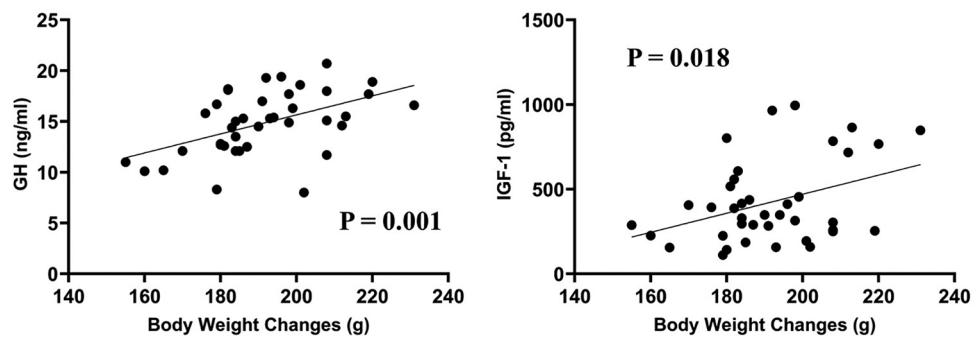 25
20
15
10
5
0
GH (ng/ml)
P = 0.001
140 160 180 200 220 240
Body Weight Changes (g)
1500
1000
500
0
IGF-1 (pg/ml)
P = 0.018
140 160 180 200 220 240
Body Weight Changes (g)